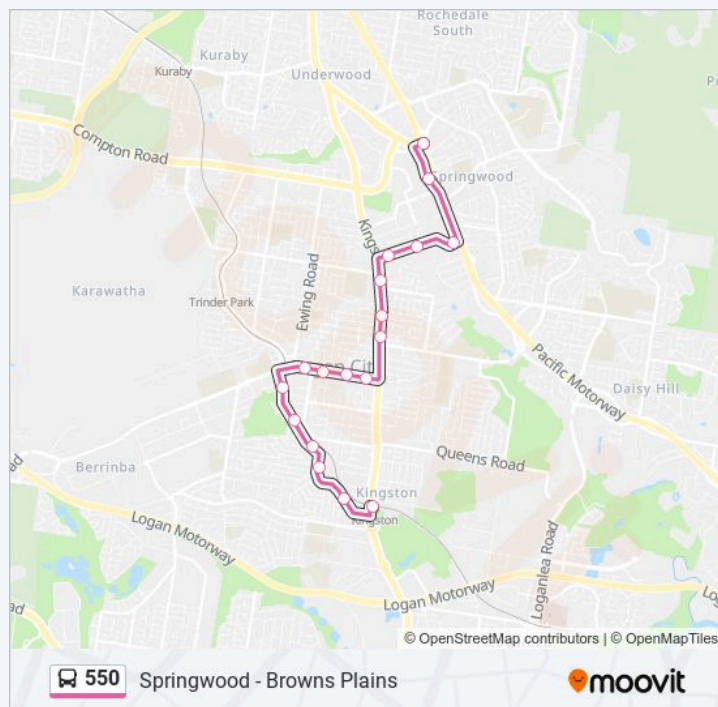 Rochedale
South
Kuraby
Kuraby
Underwood
Compton Road
Springwood
Ewing Road
Karawatha
Trinder Park
Pacific Motorway
Daisy Hill
Queens Road
Berrinba
Kingston
Kingston
Logan Motorway
Logan Motorway
Loganlea Road
© OpenStreetMap contributors | © OpenMapTiles
550
Springwood - Browns Plains
moovit